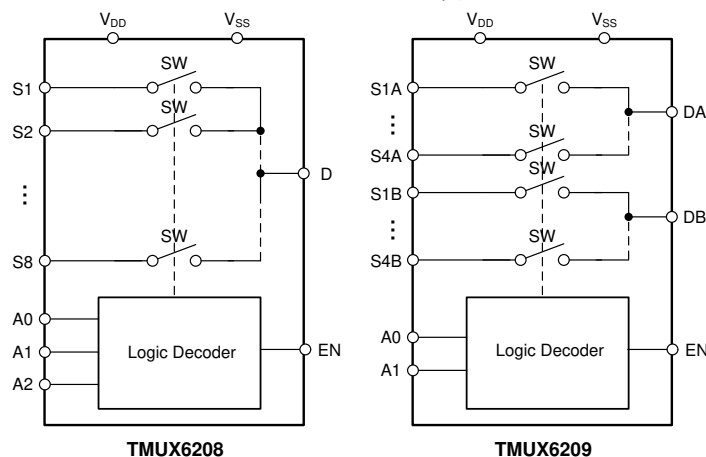 VDD
VSS
SW
S1
SW
S2
D
SW
S8
A0
A1
A2
Logic Decoder
EN
TMUX6208
VDD
VSS
SW
S1A
DA
SW
S4A
SW
S1B
DB
SW
S4B
A0
A1
Logic Decoder
EN
TMUX6209